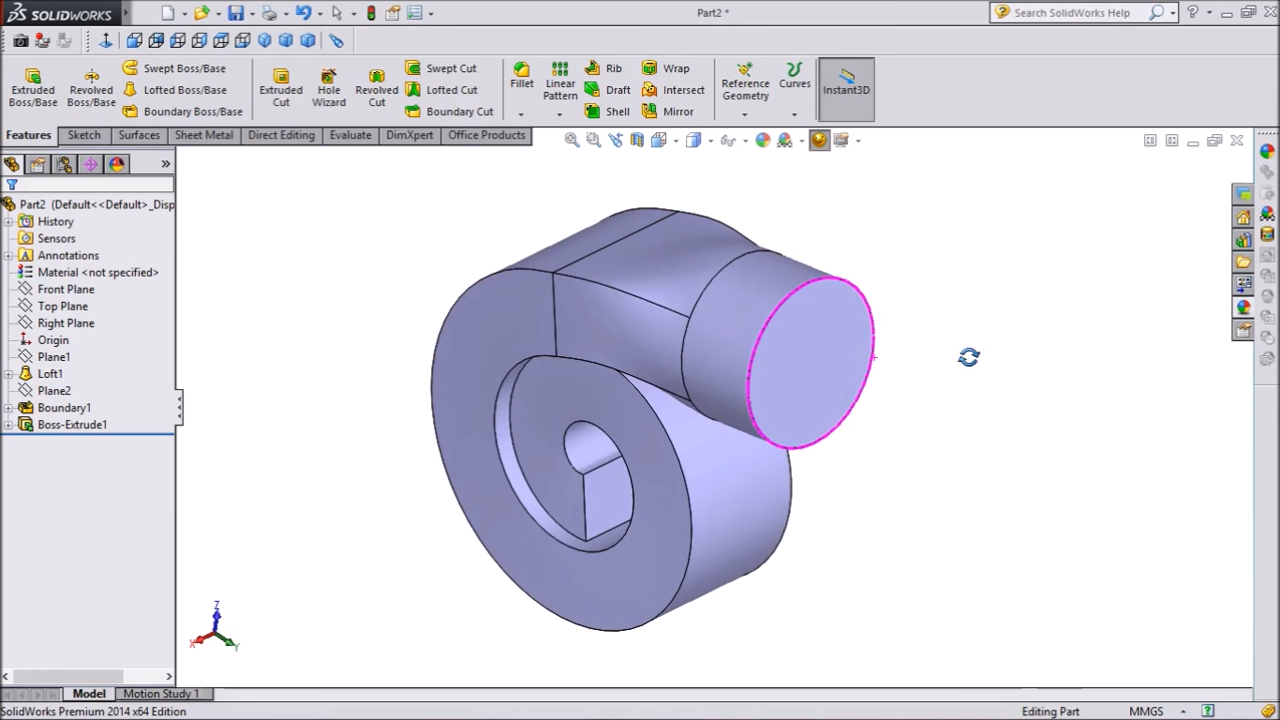 SOLIDWORKS
Part2 *
Search SolidWorks Help
Extruded Boss/Base
Revolved Boss/Base
Swept Boss/Base
Lofted Boss/Base
Boundary Boss/Base
Extruded Cut
Hole Wizard
Revolved Cut
Swept Cut
Lofted Cut
Boundary Cut
Fillet
Linear Pattern
Rib
Draft
Shell
Wrap
Intersect
Mirror
Reference Geometry
Curves
Instant3D
Features
Sketch
Surfaces
Sheet Metal
Direct Editing
Evaluate
DimXpert
Office Products
Part2 (Default<<Default>_Disp
History
Sensors
Annotations
Material <not specified>
Front Plane
Top Plane
Right Plane
Origin
Plane1
Loft1
Plane2
Boundary1
Boss-Extrude1
Z
X
Y
Model
Motion Study 1
SolidWorks Premium 2014 x64 Edition
Editing Part
MMGS